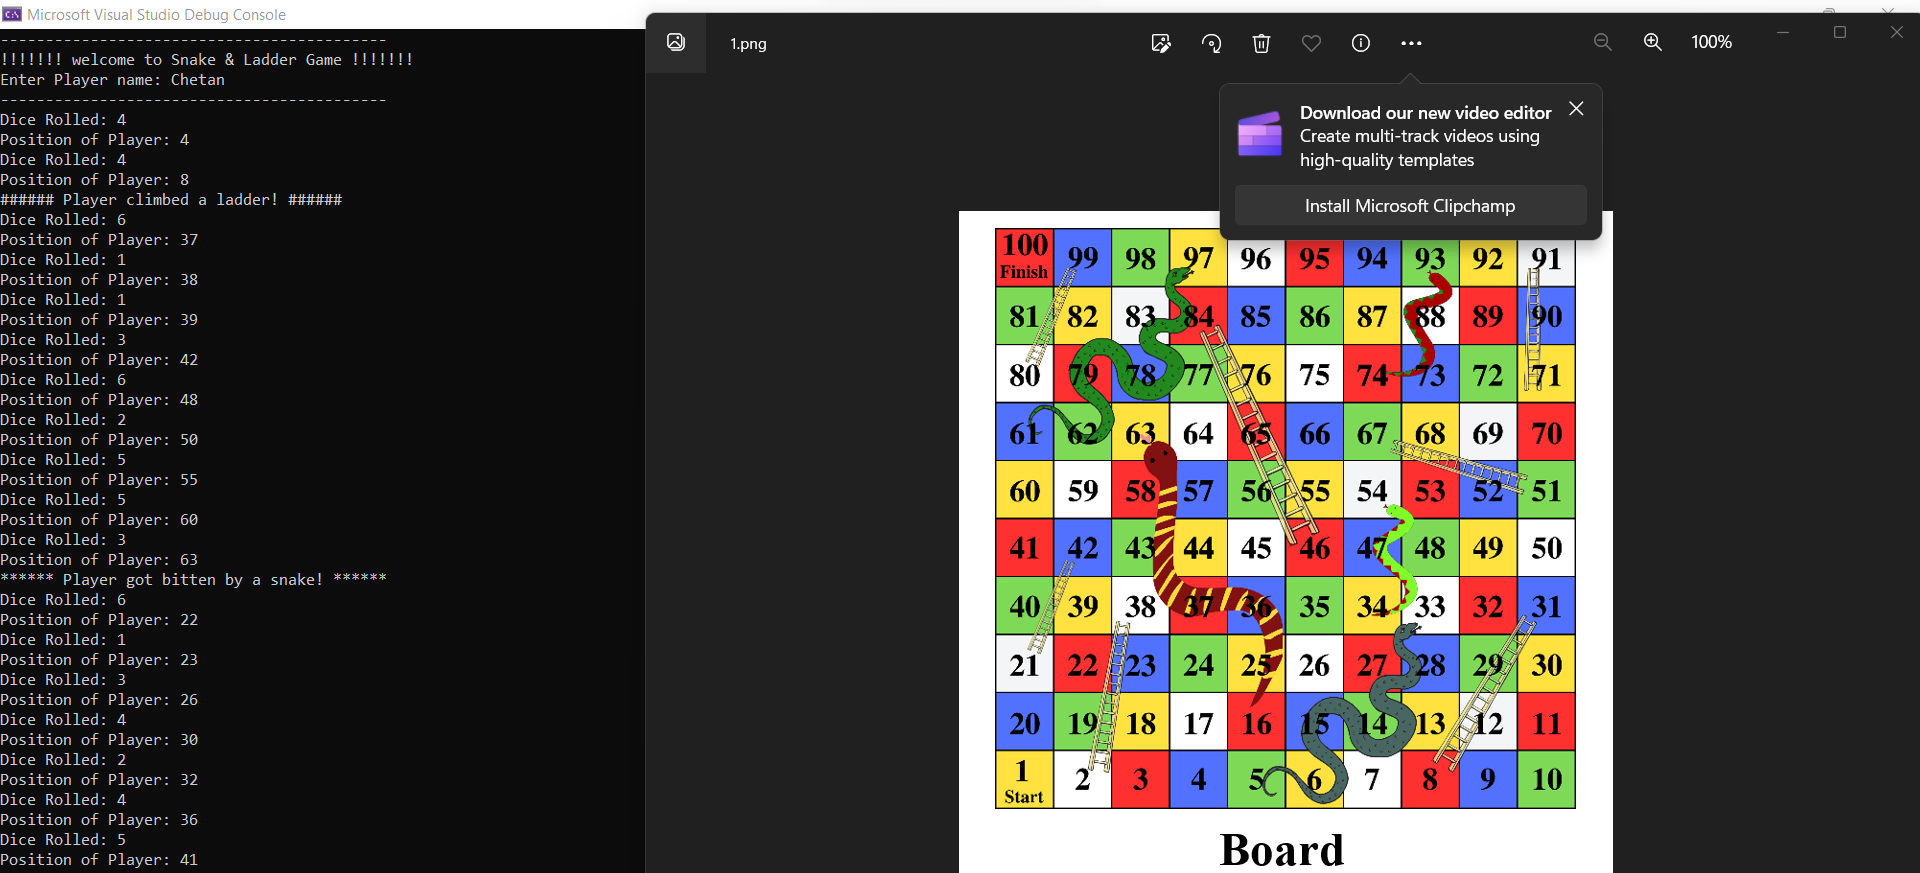 Microsoft Visual Studio Debug Console
-------------------------------------------
!!!!!!! welcome to Snake & Ladder Game !!!!!!!
Enter Player name: Chetan
-------------------------------------------
Dice Rolled: 4
Position of Player: 4
Dice Rolled: 4
Position of Player: 8
###### Player climbed a ladder! ######
Dice Rolled: 6
Position of Player: 37
Dice Rolled: 1
Position of Player: 38
Dice Rolled: 1
Position of Player: 39
Dice Rolled: 3
Position of Player: 42
Dice Rolled: 6
Position of Player: 48
Dice Rolled: 2
Position of Player: 50
Dice Rolled: 5
Position of Player: 55
Dice Rolled: 5
Position of Player: 60
Dice Rolled: 3
Position of Player: 63
****** Player got bitten by a snake! ******
Dice Rolled: 6
Position of Player: 22
Dice Rolled: 1
Position of Player: 23
Dice Rolled: 3
Position of Player: 26
Dice Rolled: 4
Position of Player: 30
Dice Rolled: 2
Position of Player: 32
Dice Rolled: 4
Position of Player: 36
Dice Rolled: 5
Position of Player: 41
1.png
100%
Download our new video editor
Create multi-track videos using
high-quality templates
Install Microsoft Clipchamp
100 99 98 97 96 95 94 93 92 91
Finish
81 82 83 84 85 86 87 88 89 90
80 79 78 77 76 75 74 73 72 71
61 62 63 64 65 66 67 68 69 70
60 59 58 57 56 55 54 53 52 51
41 42 43 44 45 46 47 48 49 50
40 39 38 37 36 35 34 33 32 31
21 22 23 24 25 26 27 28 29 30
20 19 18 17 16 15 14 13 12 11
1 2 3 4 5 6 7 8 9 10
Start
Board